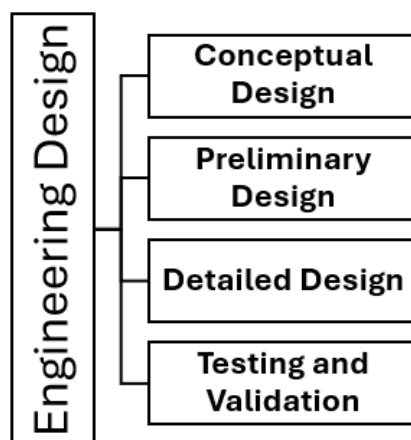 Engineering Design
Conceptual
Design
Preliminary
Design
Detailed Design
Testing and
Validation